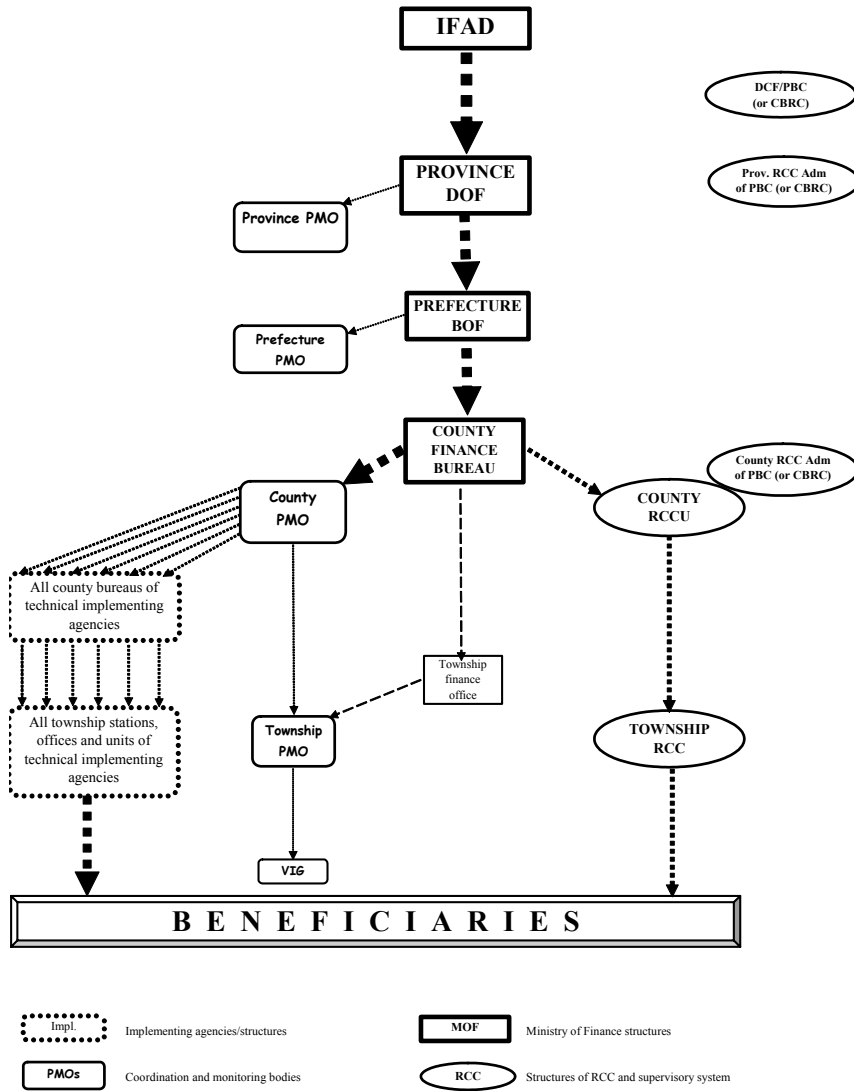 IFAD
DCF/PBC
(or CBRC)
PROVINCE
DOF
Prov. RCC Adm
of PBC (or CBRC)
Province PMO
PREFECTURE
BOF
Prefecture
PMO
COUNTY
FINANCE
BUREAU
County RCC Adm
of PBC (or CBRC)
County
PMO
COUNTY
RCCU
All county bureaus of
technical implementing
agencies
Township
finance
office
All township stations,
offices and units of
technical implementing
agencies
Township
PMO
TOWNSHIP
RCC
VIG
BENEFICIARIES
Impl.
Implementing agencies/structures
MOF
Ministry of Finance structures
PMOs
Coordination and monitoring bodies
RCC
Structures of RCC and supervisory system